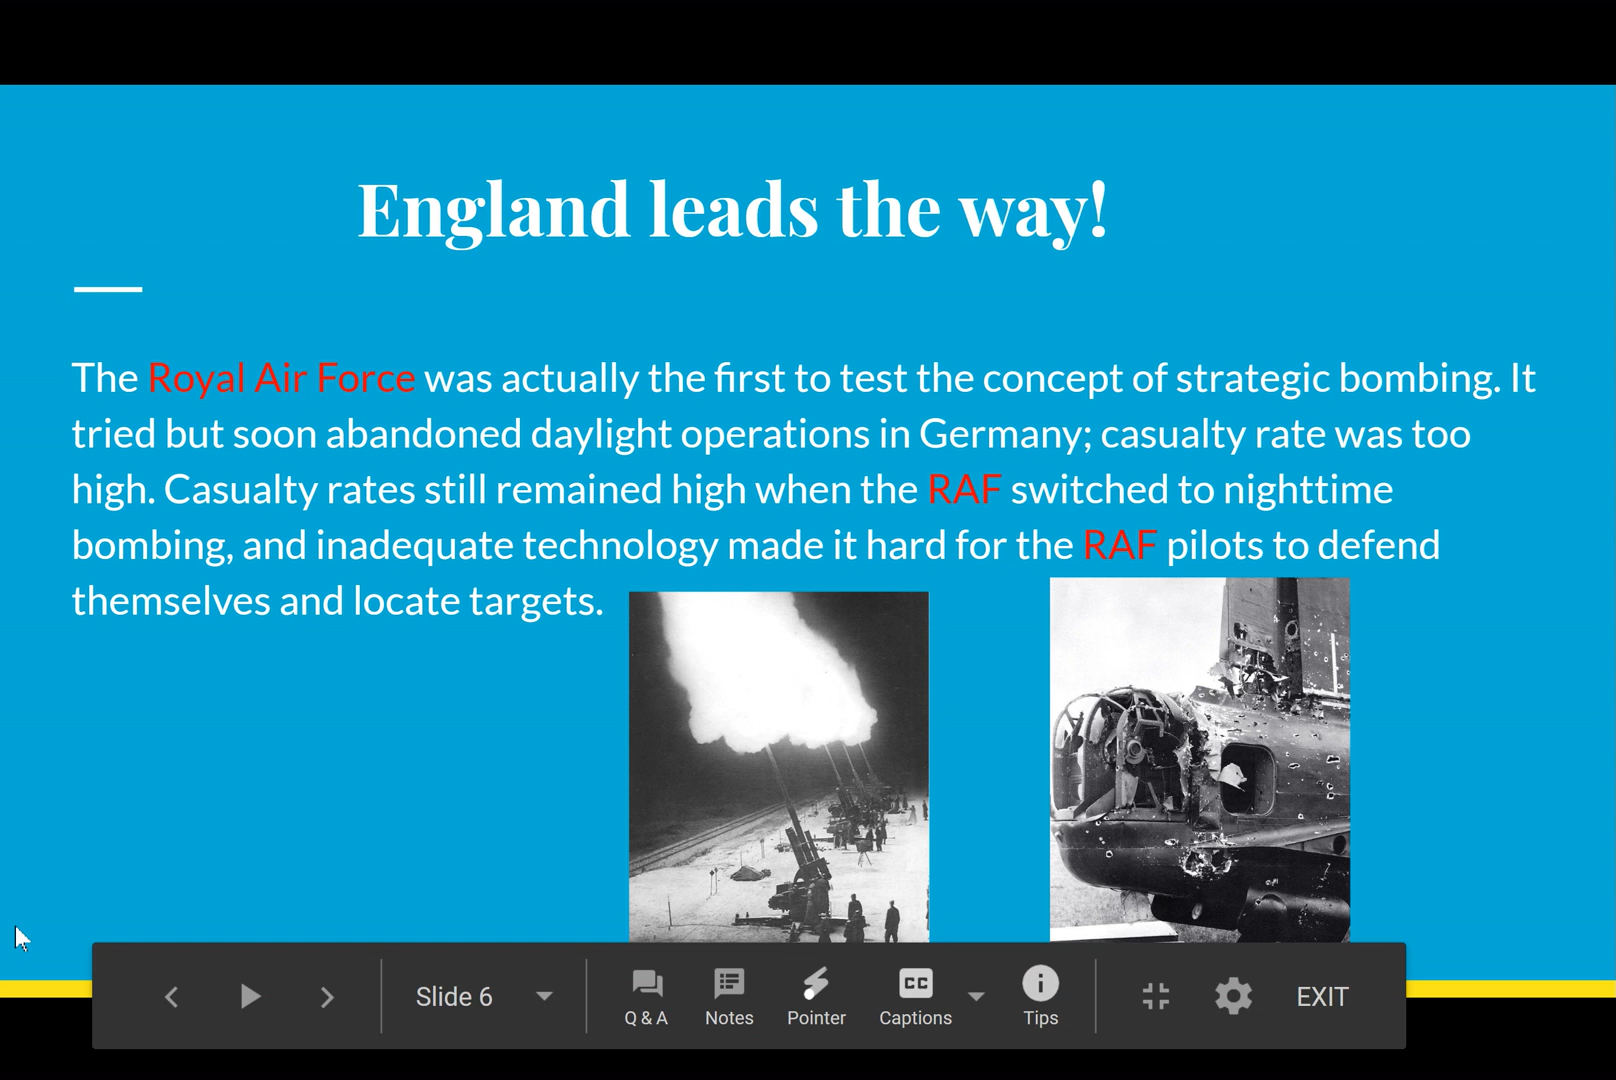 England leads the way!
The Royal Air Force was actually the first to test the concept of strategic bombing. It
tried but soon abandoned daylight operations in Germany; casualty rate was too
high. Casualty rates still remained high when the RAF switched to nighttime
bombing, and inadequate technology made it hard for the RAF pilots to defend
themselves and locate targets.
Slide 6
Q & A
Notes
Pointer
CC
Captions
Tips
EXIT